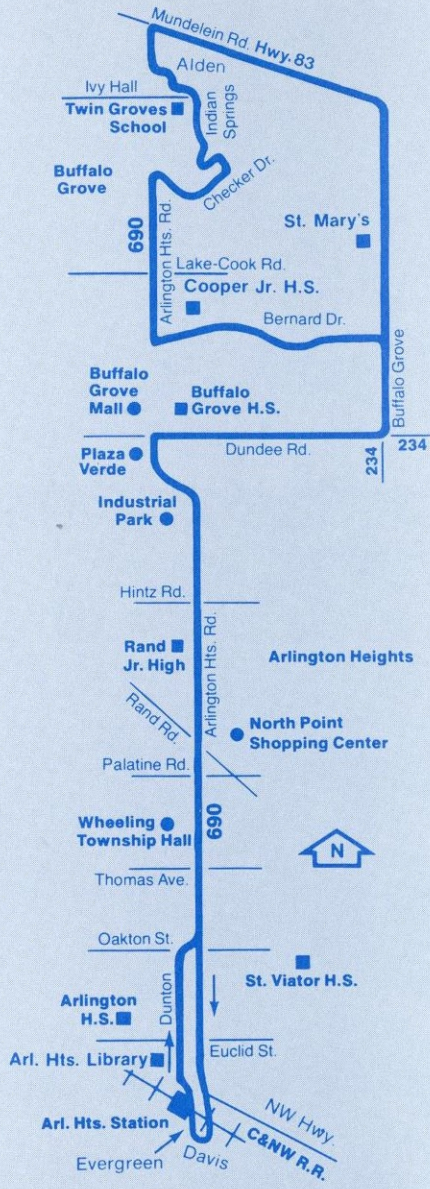 Mundelein Rd. Hwy. 83
Alden
Ivy Hall
Twin Groves
School
Indian
Springs
Buffalo
Grove
Checker Dr.
690
Arlington Hts. Rd.
St. Mary's
Lake-Cook Rd.
Cooper Jr. H.S.
Bernard Dr.
Buffalo Grove
Buffalo
Grove
Mall
Buffalo
Grove H.S.
Dundee Rd.
234
234
Plaza
Verde
Industrial
Park
Hintz Rd.
Arlington Hts. Rd.
Rand
Jr. High
Arlington Heights
Rand Rd.
North Point
Shopping Center
Palatine Rd.
690
Wheeling
Township Hall
N
Thomas Ave.
Oakton St.
St. Viator H.S.
Dunton
Arlington
H.S.
Euclid St.
Arl. Hts. Library
NW Hwy.
Arl. Hts. Station
C&NW R.R.
Davis
Evergreen